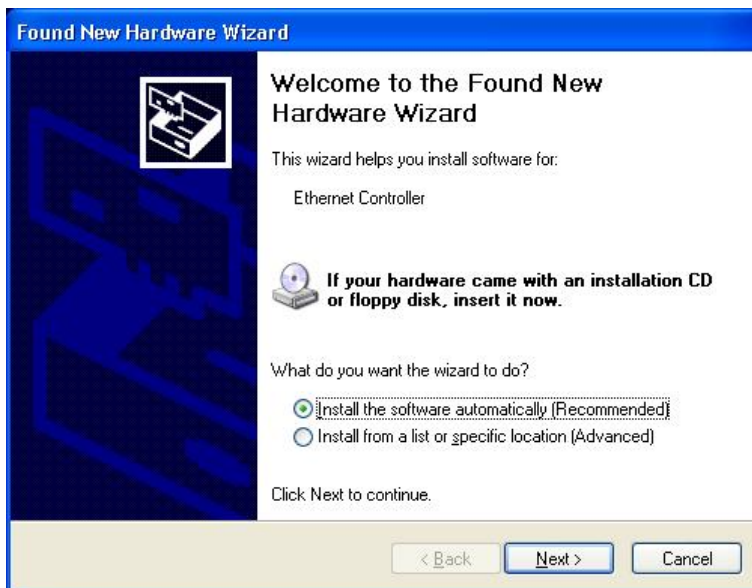 Found New Hardware Wizard
Welcome to the Found New
Hardware Wizard
This wizard helps you install software for:
Ethernet Controller
If your hardware came with an installation CD
or floppy disk, insert it now.
What do you want the wizard to do?
Install the software automatically (Recommended)
Install from a list or specific location (Advanced)
Click Next to continue.
< Back
Next >
Cancel